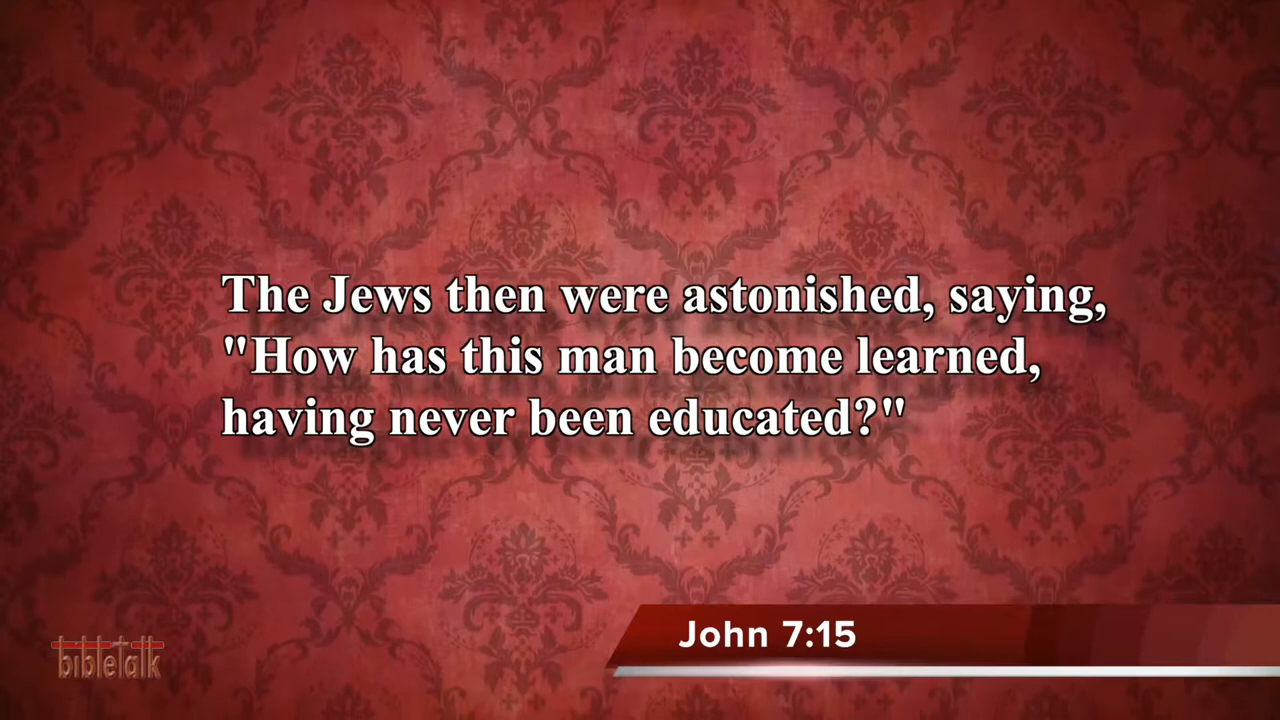 The Jews then were astonished, saying,
"How has this man become learned,
having never been educated?"
John 7:15
bibletalk